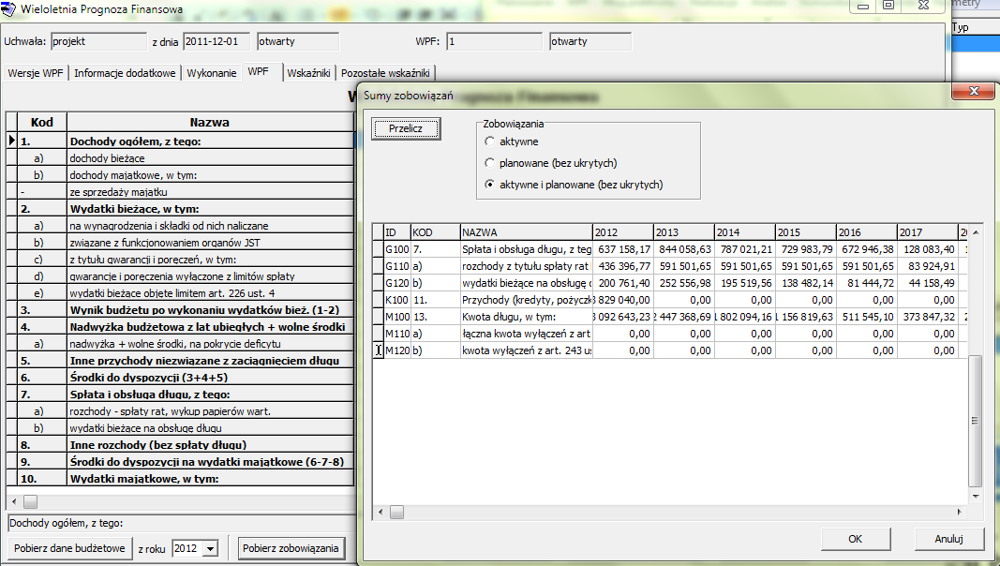 Wieloletnia Prognoza Finansowa
Uchwała: projekt z dnia 2011-12-01 otwarty WPF: 1 otwarty
Typ
Wersje WPF Informacje dodatkowe Wykonanie WPF Wskaźniki Pozostałe wskaźniki
Kod Nazwa
1. Dochody ogółem, z tego:
a) dochody bieżące
b) dochody majątkowe, w tym:
- ze sprzedaży majątku
2. Wydatki bieżące, w tym:
a) na wynagrodzenia i składki od nich naliczane
b) związane z funkcjonowaniem organów JST
c) z tytułu gwarancji i poręczeń, w tym:
d) gwarancje i poręczenia wyłączone z limitów spłaty
e) wydatki bieżące objęte limitem art. 226 ust. 4
3. Wynik budżetu po wykonaniu wydatków bież. (1-2)
4. Nadwyżka budżetowa z lat ubiegłych + wolne środki
a) nadwyżka + wolne środki, na pokrycie deficytu
5. Inne przychody niezwiązane z zaciągnięciem długu
6. Środki do dyspozycji (3+4+5)
7. Spłata i obsługa długu, z tego:
a) rozchody - spłaty rat, wykup papierów wart.
b) wydatki bieżące na obsługę długu
8. Inne rozchody (bez spłaty długu)
9. Środki do dyspozycji na wydatki majątkowe (6-7-8)
10. Wydatki majątkowe, w tym:
Dochody ogółem, z tego:
Pobierz dane budżetowe z roku 2012 Pobierz zobowiązania
Sumy zobowiązań
Przelicz
Zobowiązania
aktywne
planowane (bez ukrytych)
aktywne i planowane (bez ukrytych)
ID KOD NAZWA 2012 2013 2014 2015 2016 2017
G100 7. Spłata i obsługa długu, z teg 637 158,17 844 058,63 787 021,21 729 983,79 672 946,38 128 083,40
G110 a) rozchody z tytułu spłaty rat 436 396,77 591 501,65 591 501,65 591 501,65 591 501,65 83 924,91
G120 b) wydatki bieżące na obsługę 200 761,40 252 556,98 195 519,56 138 482,14 81 444,72 44 158,49
K100 11. Przychody (kredyty, pożyczk 829 040,00 0,00 0,00 0,00 0,00 0,00
M100 13. Kwota długu, w tym: 092 643,23 2 447 368,69 1 802 094,16 1 156 819,63 511 545,10 373 847,32
M110 a) łączna kwota wyłączeń z art. 0,00 0,00 0,00 0,00 0,00 0,00
M120 b) kwota wyłączeń z art. 243 us 0,00 0,00 0,00 0,00 0,00 0,00
OK Anuluj